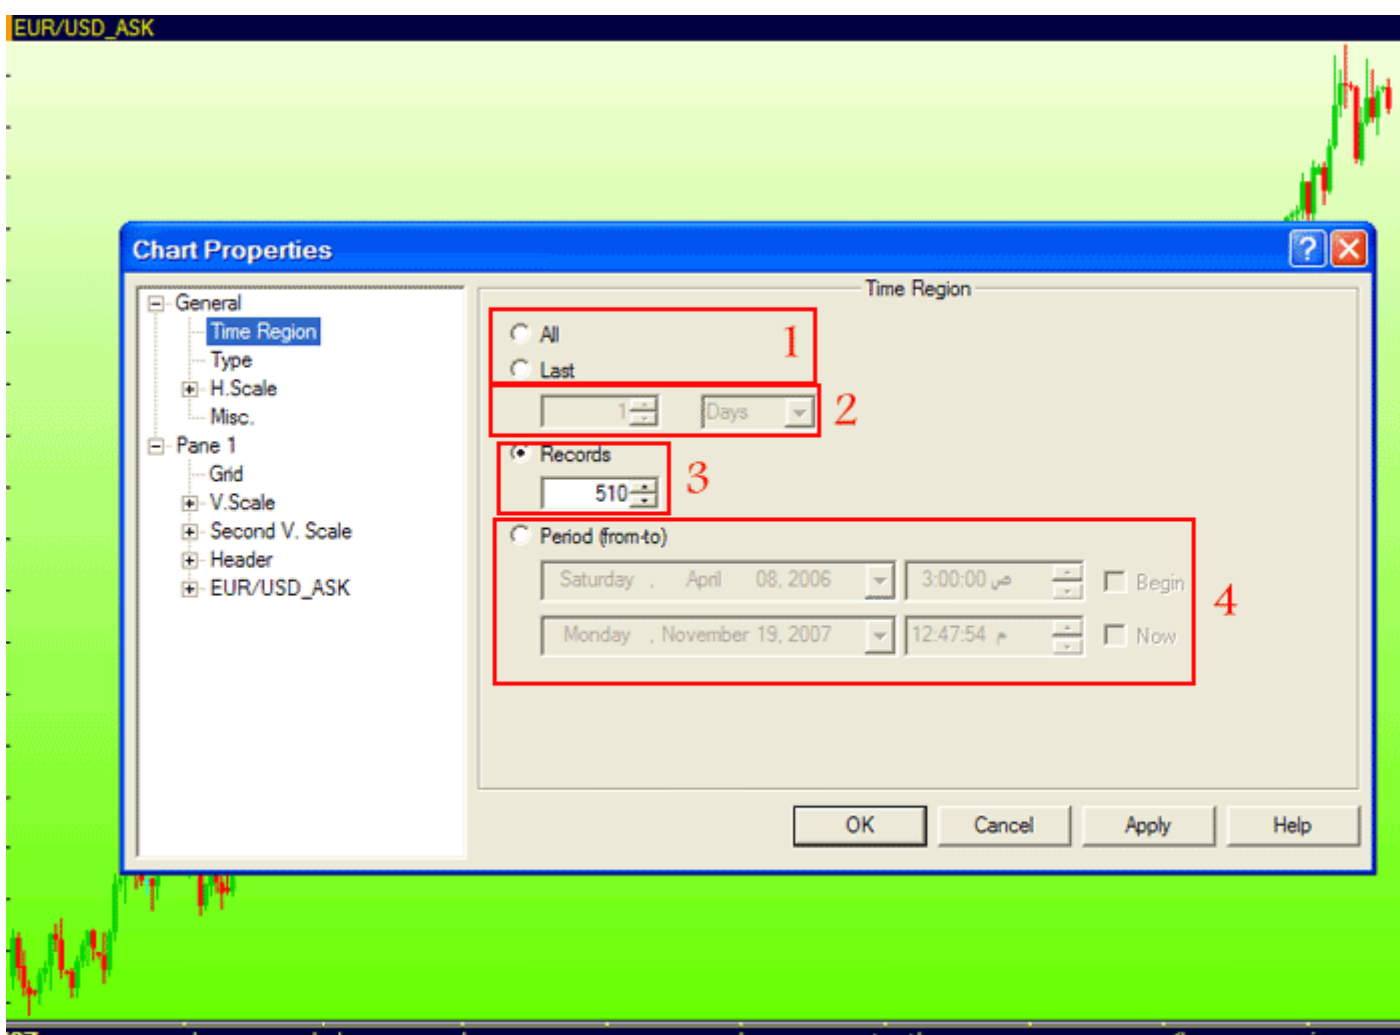 EUR/USD_ASK
Chart Properties
General
Time Region
Type
H.Scale
Misc.
Pane 1
Grid
V.Scale
Second V. Scale
Header
EUR/USD_ASK
Time Region
All
1
Last
1 Days
2
Records
510
3
Period (from-to)
Saturday , April 08, 2006 3:00:00 ص Begin
Monday , November 19, 2007 12:47:54 م Now
4
OK Cancel Apply Help